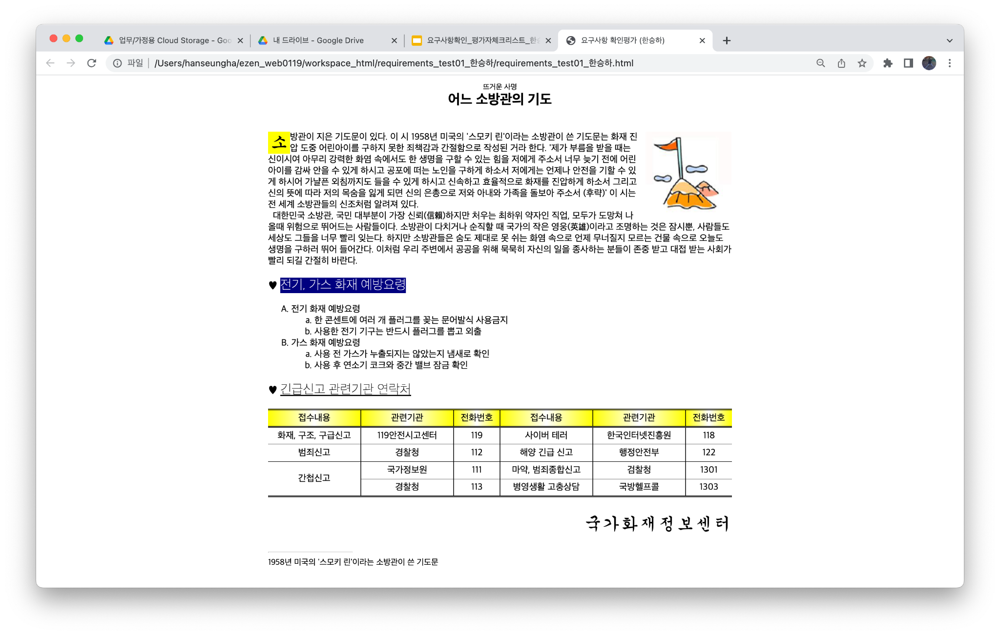 업무/가정용 Cloud Storage - Goo
내 드라이브 - Google Drive
요구사항확인_평가자체크리스트_한승
요구사항 확인평가 (한승하)
파일
/Users/hanseungha/ezen_web0119/workspace_html/requirements_test01_한승하/requirements_test01_한승하.html
뜨거운 사명
어느 소방관의 기도
소방관이 지은 기도문이 있다. 이 시 1958년 미국의 '스모키 린'이라는 소방관이 쓴 기도문는 화재 진
압 도중 어린아이를 구하지 못한 죄책감과 간절함으로 작성된 거라 한다. '제가 부름을 받을 때는
신이시여 아무리 강력한 화염 속에서도 한 생명을 구할 수 있는 힘을 저에게 주소서 너무 늦기 전에 어린
아이를 감싸 안을 수 있게 하시고 공포에 떠는 노인을 구하게 하소서 저에게는 언제나 안전을 기할 수 있
게 하시어 가냘픈 외침까지도 들을 수 있게 하시고 신속하고 효율적으로 화재를 진압하게 하소서 그리고
신의 뜻에 따라 저의 목숨을 잃게 되면 신의 은총으로 저와 아내와 가족을 돌보아 주소서 (후략)' 이 시는
전 세계 소방관들의 신조처럼 알려져 있다.
대한민국 소방관, 국민 대부분이 가장 신뢰(信賴)하지만 처우는 최하위 약자인 직업, 모두가 도망쳐 나
올때 위험으로 뛰어드는 사람들이다. 소방관이 다치거나 순직할 때 국가의 작은 영웅(英雄)이라고 조명하는 것은 잠시뿐, 사람들도
세상도 그들을 너무 빨리 잊는다. 하지만 소방관들은 숨도 제대로 못 쉬는 화염 속으로 언제 무너질지 모르는 건물 속으로 오늘도
생명을 구하러 뛰어 들어간다. 이처럼 우리 주변에서 공공을 위해 묵묵히 자신의 일을 종사하는 분들이 존중 받고 대접 받는 사회가
빨리 되길 간절히 바란다.
♥ 전기, 가스 화재 예방요령
A. 전기 화재 예방요령
a. 한 콘센트에 여러 개 플러그를 꽂는 문어발식 사용금지
b. 사용한 전기 기구는 반드시 플러그를 뽑고 외출
B. 가스 화재 예방요령
a. 사용 전 가스가 누출되지는 않았는지 냄새로 확인
b. 사용 후 연소기 코크와 중간 밸브 잠금 확인
♥ 긴급신고 관련기관 연락처
접수내용 관련기관 전화번호 접수내용 관련기관 전화번호
화재, 구조, 구급신고 119안전시고센터 119 사이버 테러 한국인터넷진흥원 118
범죄신고 경찰청 112 해양 긴급 신고 행정안전부 122
간첩신고 국가정보원 111 마약, 범죄종합신고 검찰청 1301
경찰청 113 병영생활 고충상담 국방헬프콜 1303
국가화재정보센터
1958년 미국의 '스모키 린'이라는 소방관이 쓴 기도문